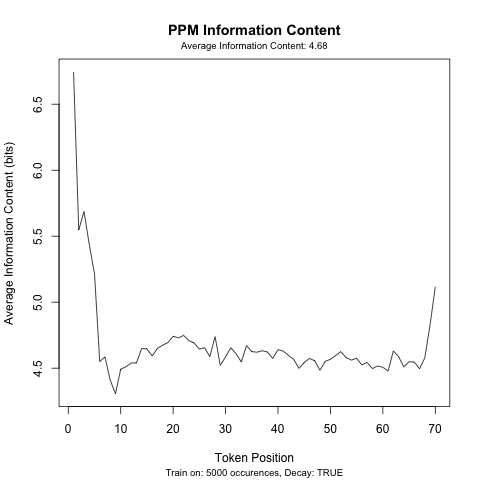 PPM Information Content
Average Information Content: 4.68
Average Information Content (bits)
6.5
6.0
5.5
5.0
4.5
0 10 20 30 40 50 60 70
Token Position
Train on: 5000 occurences, Decay: TRUE